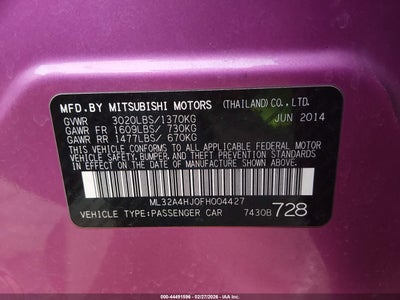 MFD.BY MITSUBISHI MOTORS (THAILAND) CO., LTD.
GVWR 3020LBS/1370KG JUN 2014
GAWR FR 1609LBS/ 730KG
GAWR RR 1477LBS/ 670KG
THIS VEHICLE CONFORMS TO ALL APPLICABLE
FEDERAL MOTOR VEHICLE SAFETY, BUMPER, AND
THEFT PREVENTION STANDARDS IN EFFECT ON
THE DATE OF MANUFACTURE SHOWN ABOVE.
ML32A4HJ0FH004427
VEHICLE TYPE:PASSENGER CAR 7430B 728
000-44491596 - 02/27/2026 - IAA